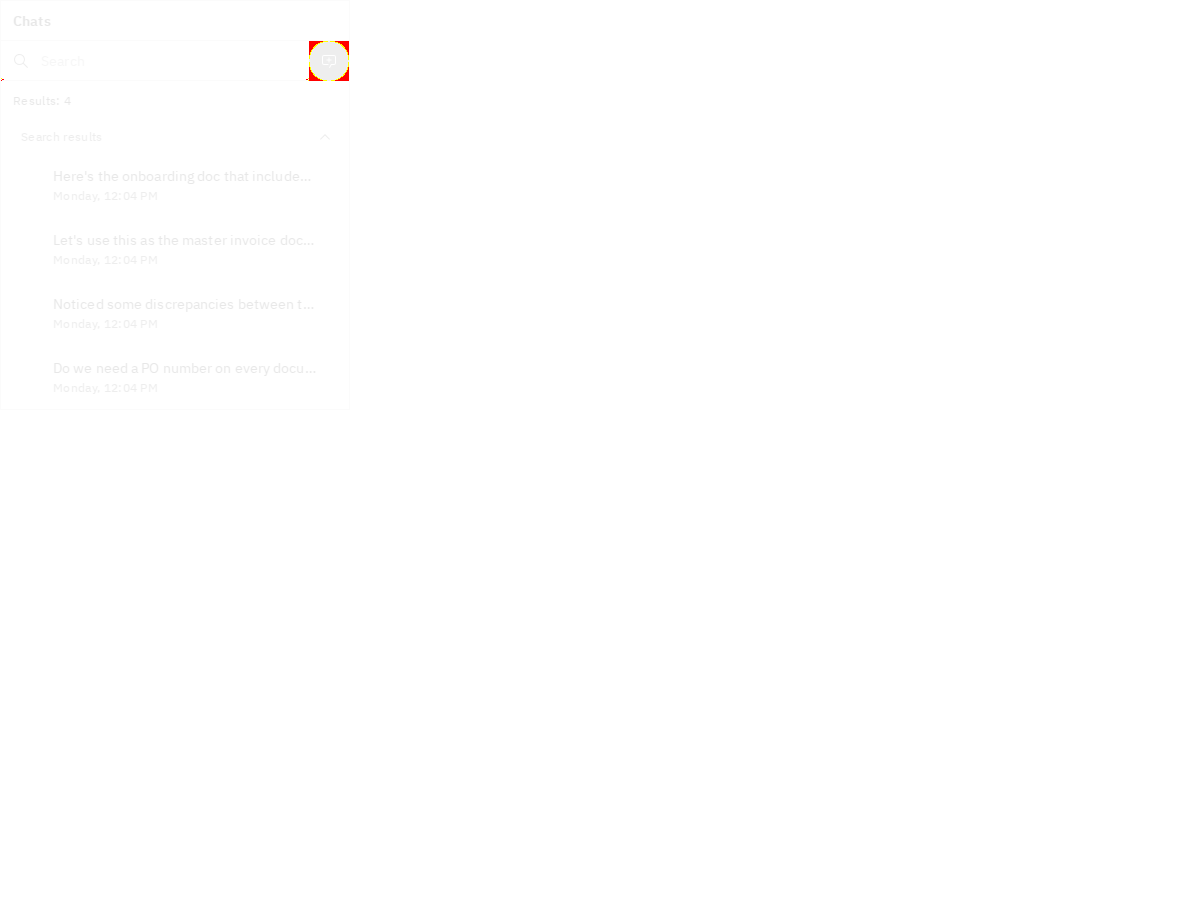 Chats
Search
Results: 4
Search results
Here's the onboarding doc that include...
Monday, 12:04 PM
Let's use this as the master invoice doc...
Monday, 12:04 PM
Noticed some discrepancies between t...
Monday, 12:04 PM
Do we need a PO number on every docu...
Monday, 12:04 PM